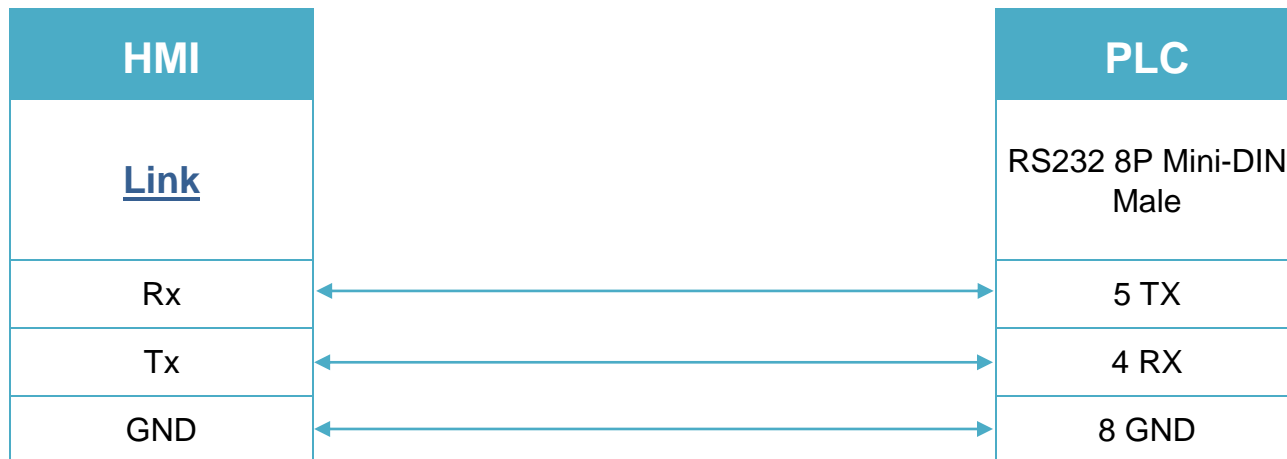 HMI
PLC
Link
RS232 8P Mini-DIN
Male
Rx
5 TX
Tx
4 RX
GND
8 GND